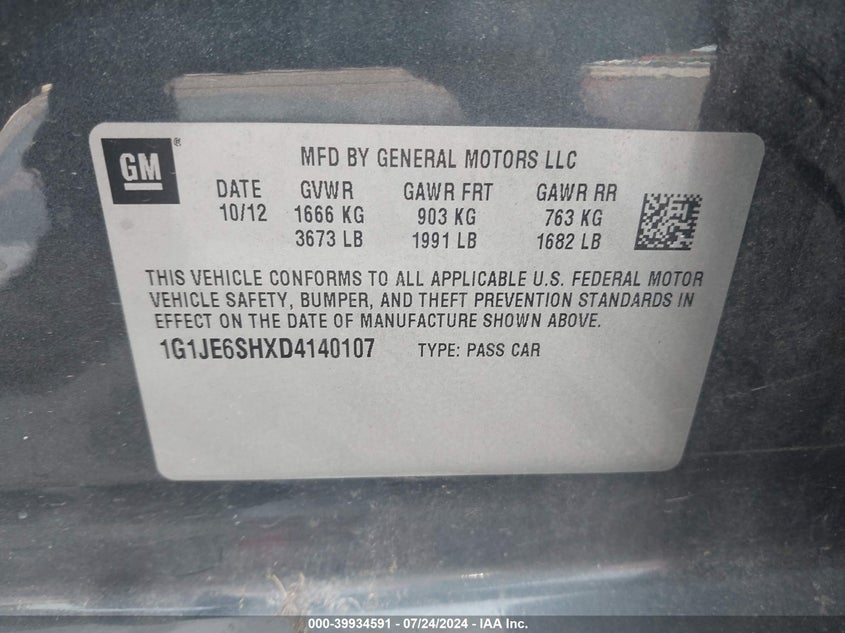 GM®
MFD BY GENERAL MOTORS LLC
DATE GVWR GAWR FRT GAWR RR
10/12 1666 KG 903 KG 763 KG
3673 LB 1991 LB 1682 LB
THIS VEHICLE CONFORMS TO ALL APPLICABLE U.S. FEDERAL MOTOR
VEHICLE SAFETY, BUMPER, AND THEFT PREVENTION STANDARDS IN
EFFECT ON THE DATE OF MANUFACTURE SHOWN ABOVE.
1G1JE6SHXD4140107 TYPE: PASS CAR
000-39934591 - 07/24/2024 - IAA Inc.